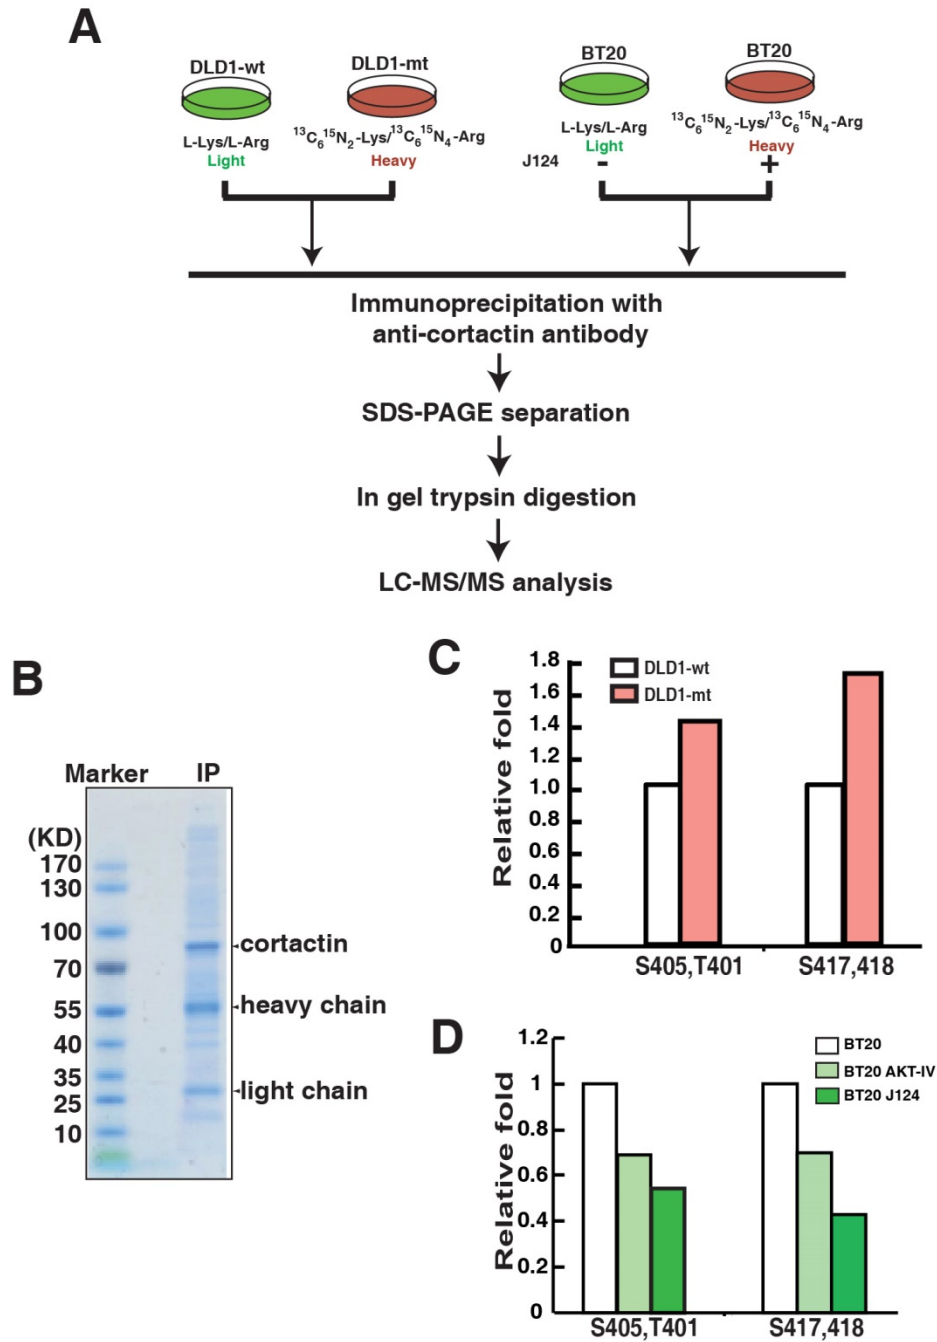 A
DLD1-wt
DLD1-mt
BT20
BT20
L-Lys/L-Arg
Light
¹³C₆¹⁵N₂-Lys/¹³C₆¹⁵N₄-Arg
Heavy
L-Lys/L-Arg
Light
¹³C₆¹⁵N₂-Lys/¹³C₆¹⁵N₄-Arg
Heavy
J124
-
+
Immunoprecipitation with
anti-cortactin antibody
SDS-PAGE separation
In gel trypsin digestion
LC-MS/MS analysis
B
Marker
IP
(KD)
170
130
100
70
55
40
35
25
10
cortactin
heavy chain
light chain
C
Relative fold
1.8
1.6
1.4
1.2
1.0
0.8
0.6
0.4
0.2
0
DLD1-wt
DLD1-mt
S405,T401
S417,418
D
Relative fold
1.2
1
0.8
0.6
0.4
0.2
0
BT20
BT20 AKT-IV
BT20 J124
S405,T401
S417,418